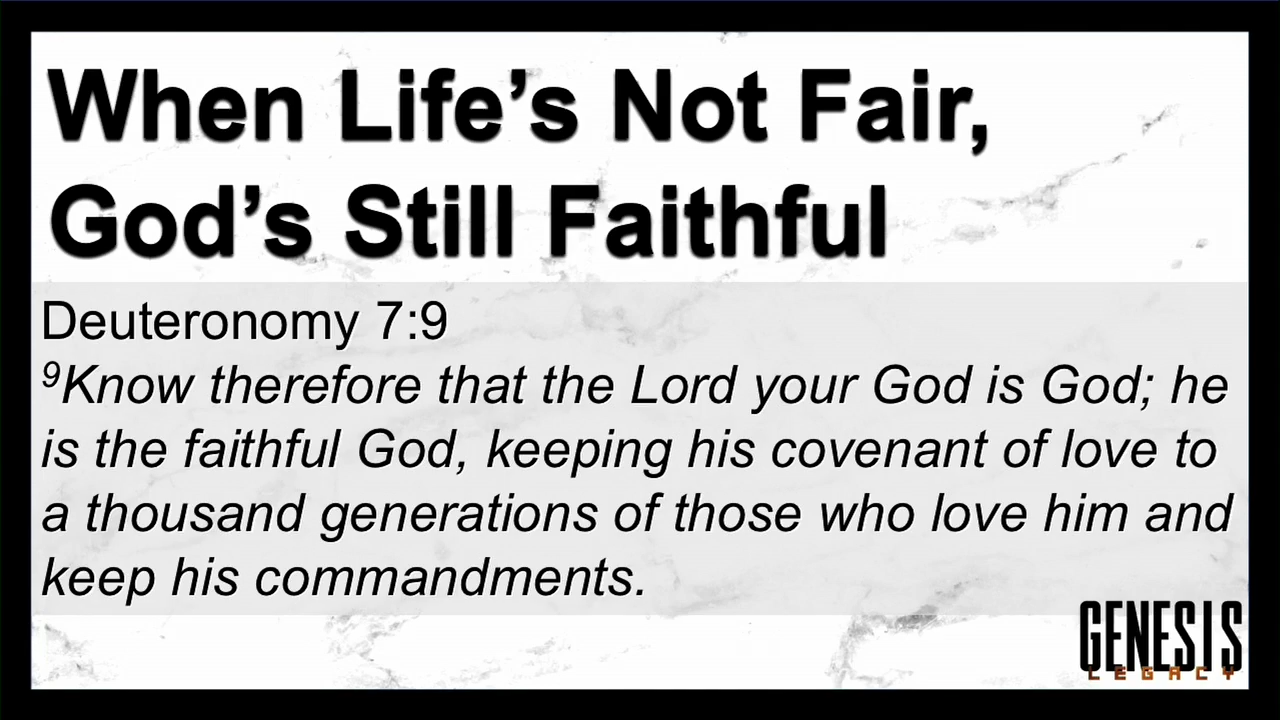 When Life’s Not Fair,
God’s Still Faithful
Deuteronomy 7:9
⁹Know therefore that the Lord your God is God; he
is the faithful God, keeping his covenant of love to
a thousand generations of those who love him and
keep his commandments.
GENESIS
LEGACY